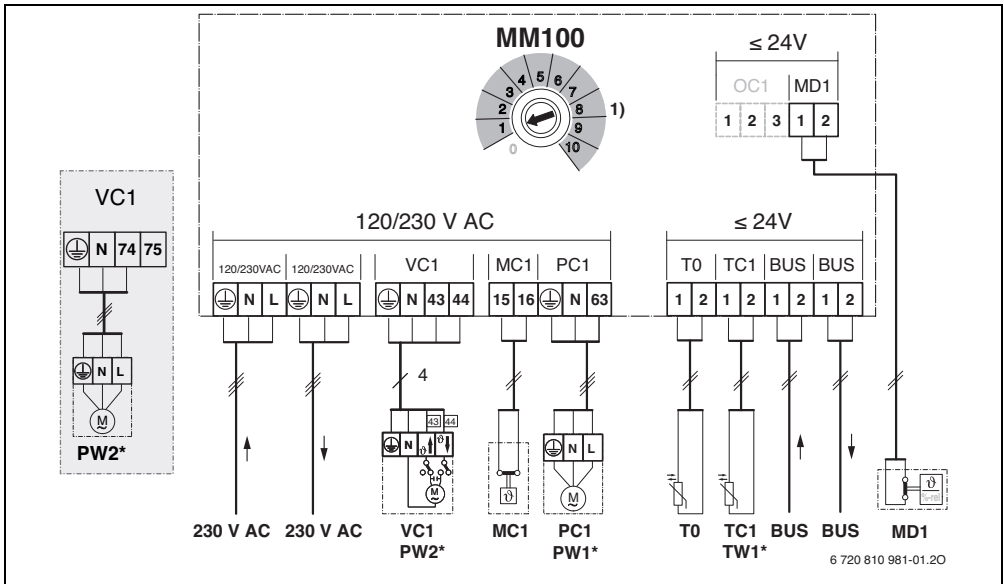 MM100
0 1 2 3 4 5 6 7 8 9 10
1)
≤ 24V
OC1 MD1
1 2 3 1 2
VC1
N 74 75
N L
M
~
PW2*
120/230 V AC
120/230VAC 120/230VAC VC1 MC1 PC1
N L N L N 43 44 15 16 N 63
≤ 24V
T0 TC1 BUS BUS
1 2 1 2 1 2 1 2
4
43 44
N ϑ ϑ
M
~
ϑ
N L
M
~
ϑ
%-rel
230 V AC 230 V AC VC1 MC1 PC1 T0 TC1 BUS BUS MD1
PW2* PW1* TW1*
6 720 810 981-01.2O